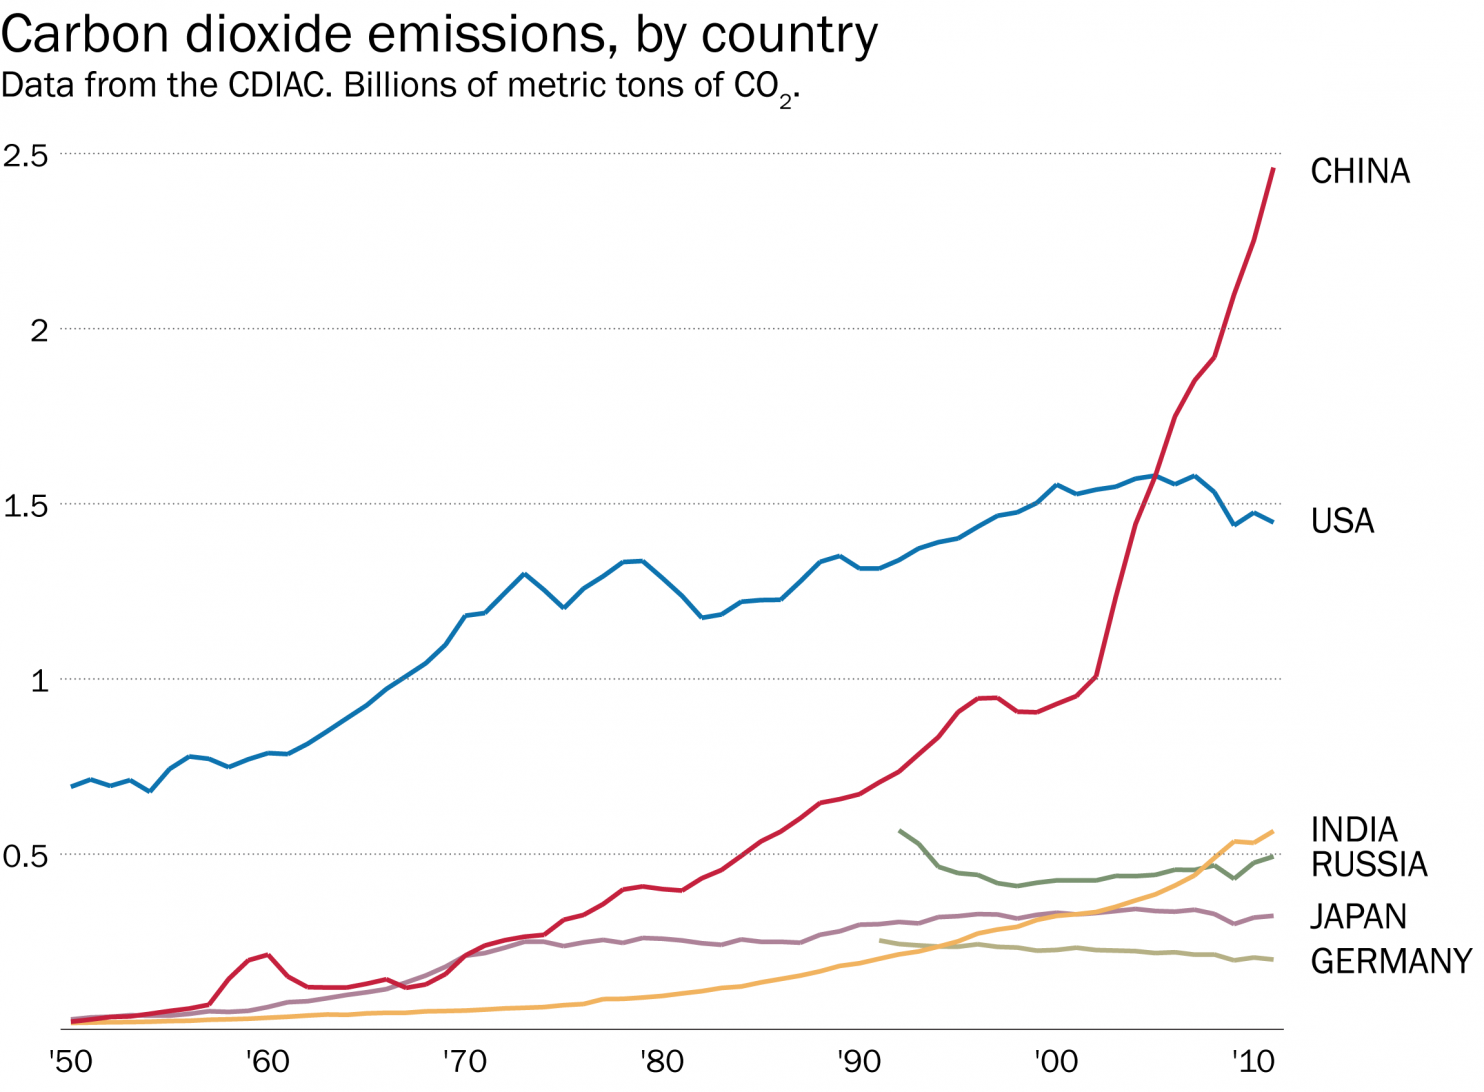 Carbon dioxide emissions, by country
Data from the CDIAC. Billions of metric tons of CO₂.
2.5
CHINA
2
1.5
USA
1
INDIA
0.5
RUSSIA
JAPAN
GERMANY
'50 '60 '70 '80 '90 '00 '10